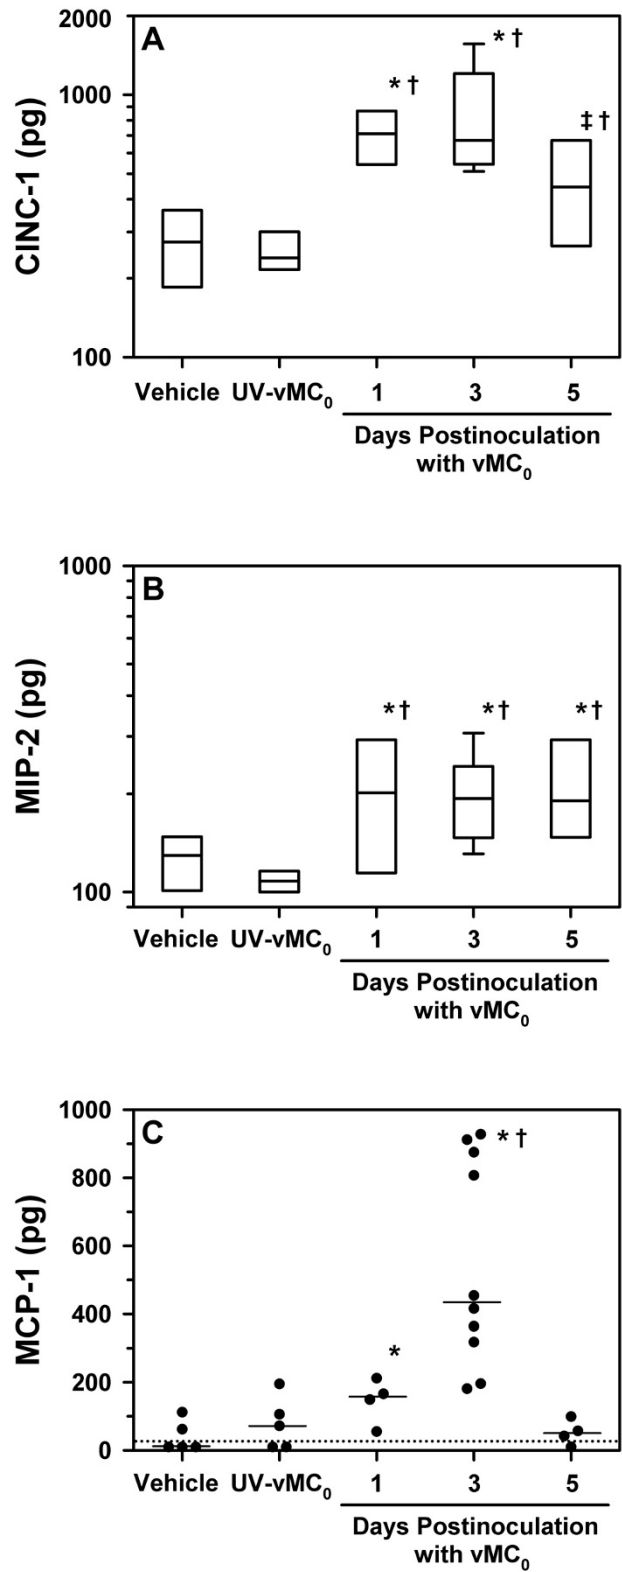 A
CINC-1 (pg)
2000
1000
100
* †
* †
‡ †
Vehicle UV-vMC₀ 1 3 5
Days Postinoculation
with vMC₀
B
MIP-2 (pg)
1000
100
*† *† *†
Vehicle UV-vMC₀ 1 3 5
Days Postinoculation
with vMC₀
C
MCP-1 (pg)
1000
800
600
400
200
0
* †
*
Vehicle UV-vMC₀ 1 3 5
Days Postinoculation
with vMC₀